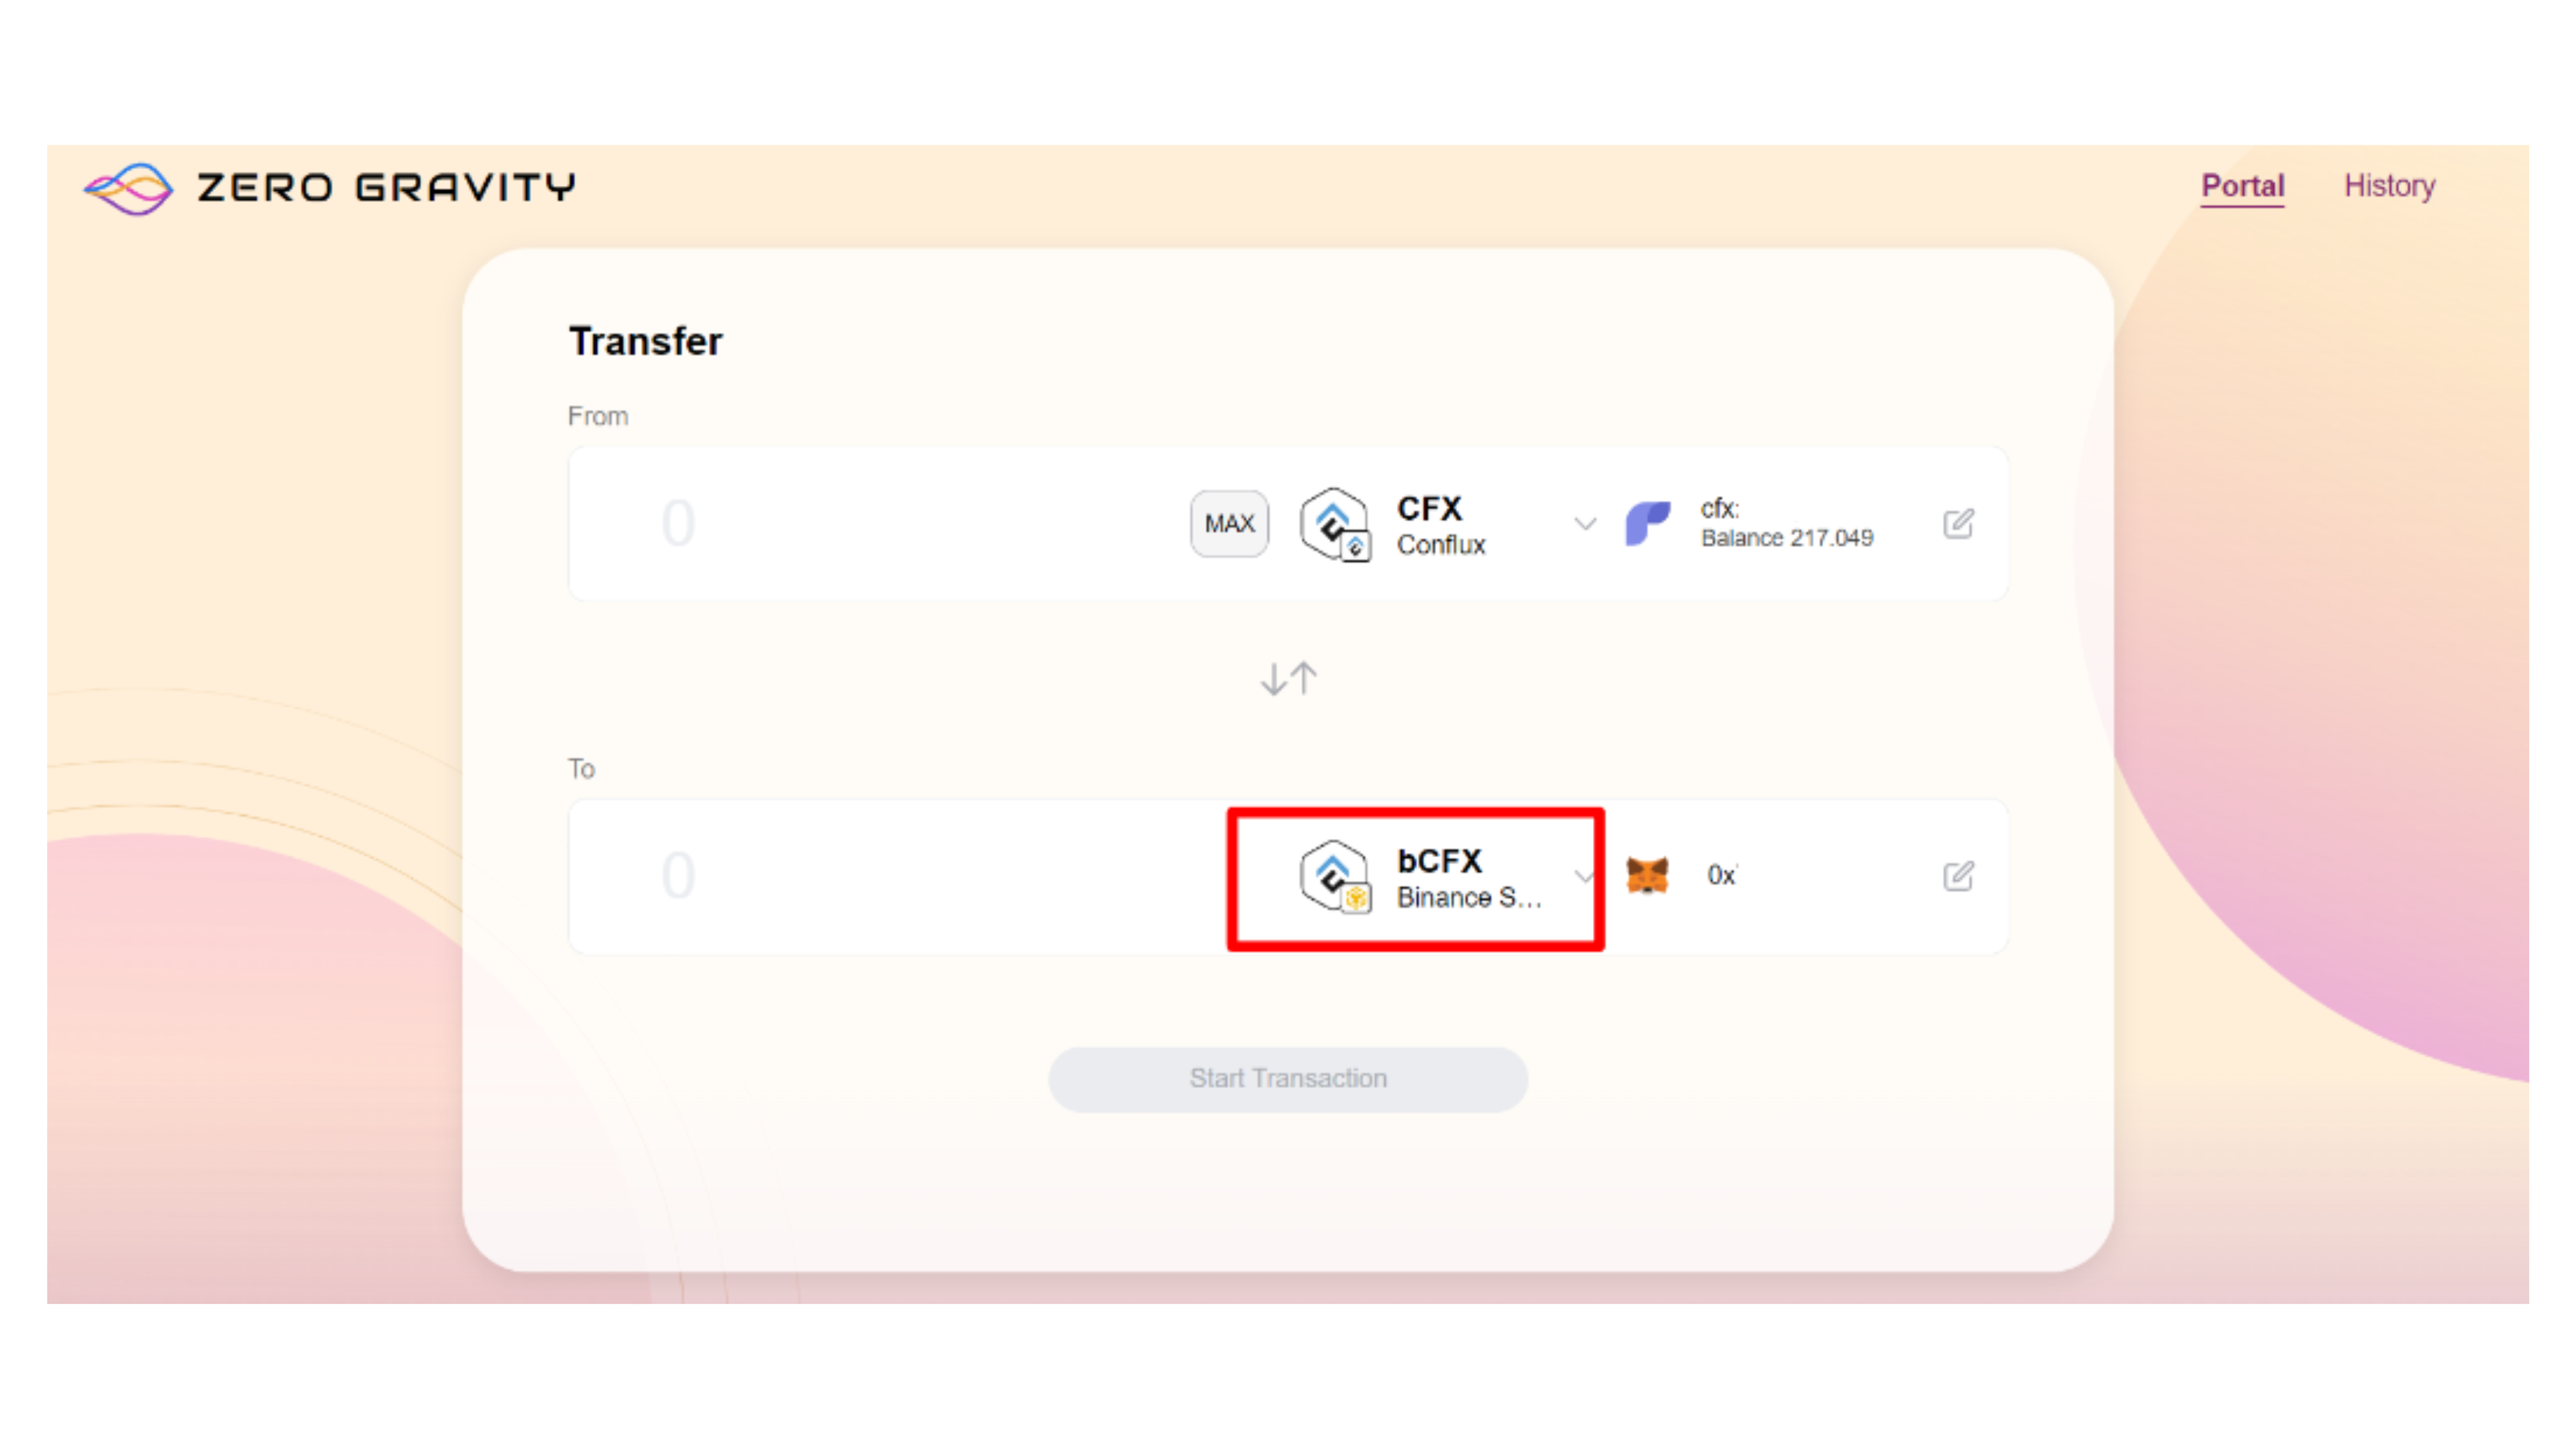 ZERO GRAVITY
Portal
History
Transfer
From
0
MAX
CFX
Conflux
cfx:
Balance 217.049
To
0
bCFX
Binance S...
0x
Start Transaction